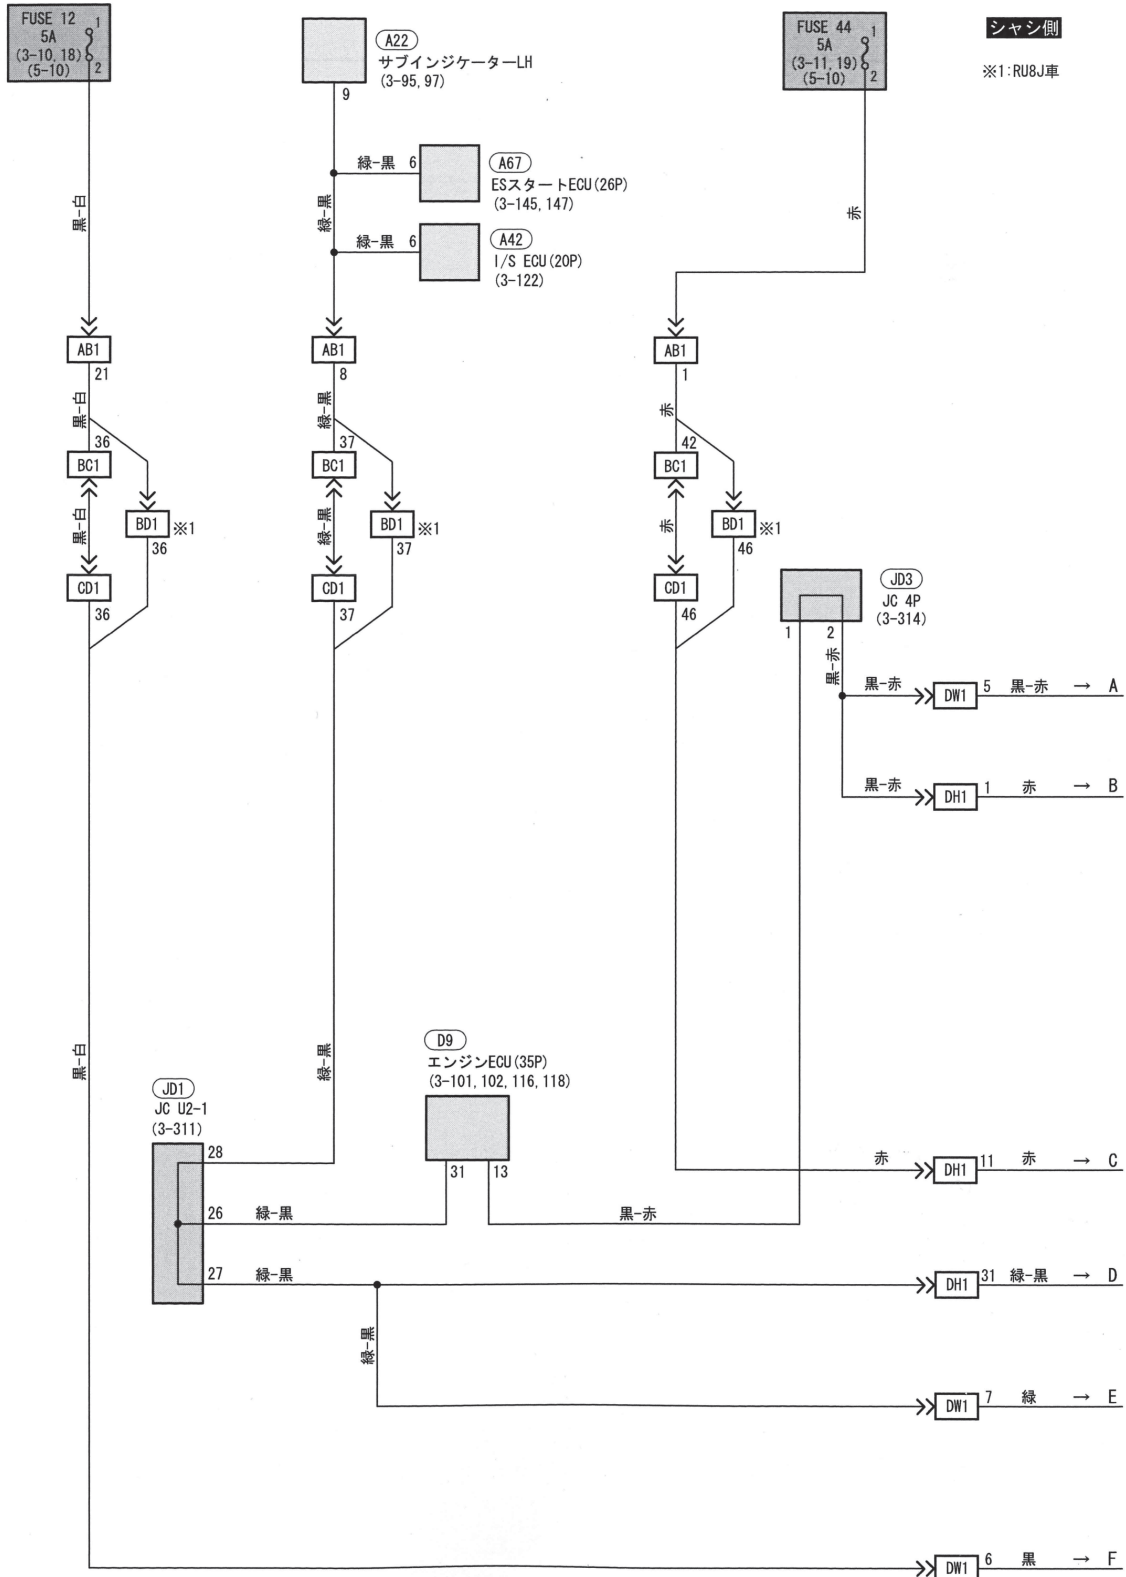 FUSE 12
5A
(3-10, 18)
(5-10)
1
2
A22
サブインジケーターLH
(3-95, 97)
9
FUSE 44
5A
(3-11, 19)
(5-10)
1
2
シャシ側
※1:RU8J車
緑-黒 6
A67
ESスタートECU(26P)
(3-145, 147)
黒-白
緑-黒
赤
緑-黒 6
A42
I/S ECU(20P)
(3-122)
AB1
21
AB1
8
AB1
1
黒-白
緑-黒
赤
36
BC1
37
BC1
42
BC1
黒-白
BD1 ※1
36
緑-黒
BD1 ※1
37
赤
BD1 ※1
46
CD1
36
CD1
37
CD1
46
JD3
JC 4P
(3-314)
1
2
黒-赤
黒-赤
DW1
5 黒-赤 → A
黒-赤
DH1
1 赤 → B
黒-白
緑-黒
D9
エンジンECU(35P)
(3-101, 102, 116, 118)
JD1
JC U2-1
(3-311)
28
31
13
赤
DH1
11 赤 → C
26 緑-黒
黒-赤
27 緑-黒
DH1
31 緑-黒 → D
緑-黒
DW1
7 緑 → E
DW1
6 黒 → F